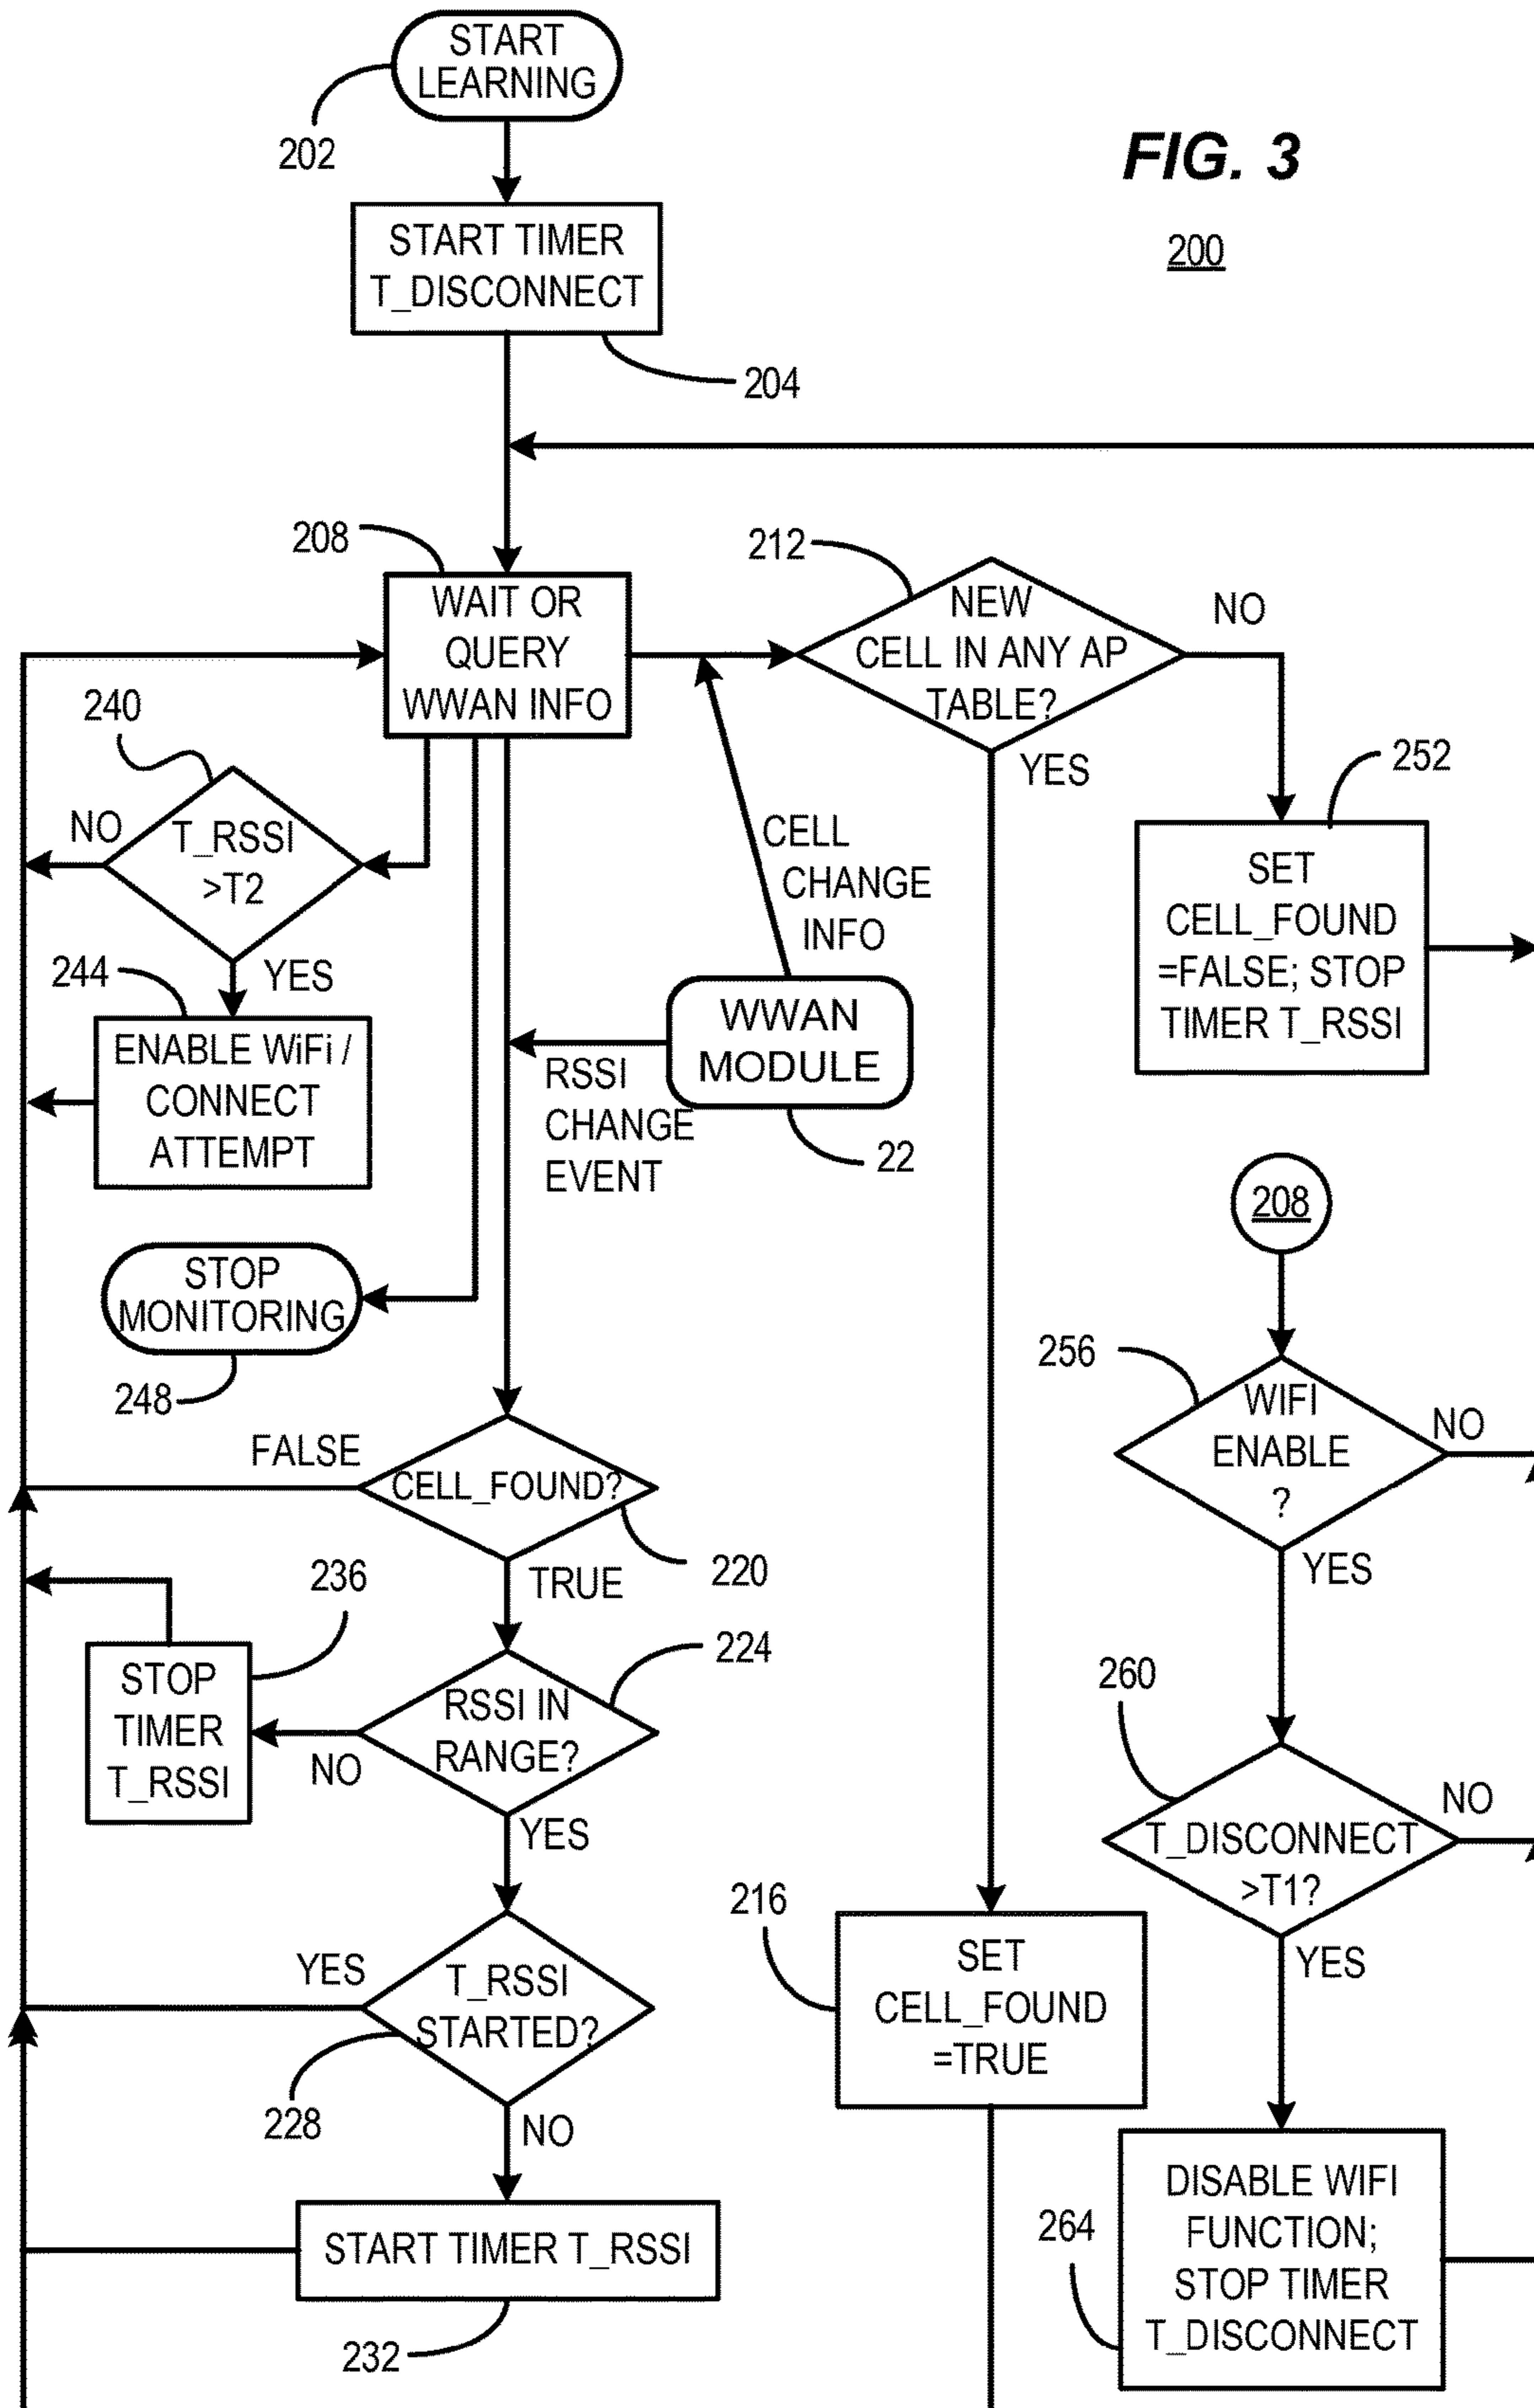 START
LEARNING
202
FIG. 3
200
START TIMER
T_DISCONNECT
204
208
WAIT OR
QUERY
WWAN INFO
212
NEW
CELL IN ANY AP
TABLE?
NO
YES
252
SET
CELL_FOUND
=FALSE; STOP
TIMER T_RSSI
240
NO
T_RSSI
>T2
YES
244
ENABLE WiFi /
CONNECT
ATTEMPT
CELL
CHANGE
INFO
WWAN
MODULE
22
RSSI
CHANGE
EVENT
STOP
MONITORING
248
208
256
WIFI
ENABLE
?
NO
YES
FALSE
CELL_FOUND?
220
TRUE
236
STOP
TIMER
T_RSSI
224
RSSI IN
RANGE?
NO
YES
260
T_DISCONNECT
>T1?
NO
YES
YES
T_RSSI
STARTED?
228
NO
216
SET
CELL_FOUND
=TRUE
START TIMER T_RSSI
232
264
DISABLE WIFI
FUNCTION;
STOP TIMER
T_DISCONNECT